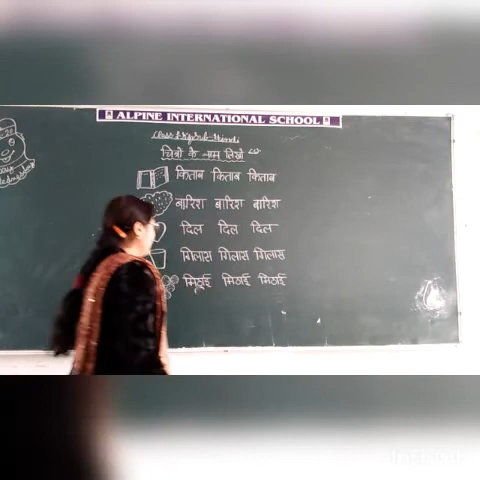 ALPINE INTERNATIONAL SCHOOL
चित्रो के नाम लिखो
किताब किताब किताब
बारिश बारिश बारिश
दिल दिल दिल
गिलास गिलास गिलास
मिठाई मिठाई मिठाई